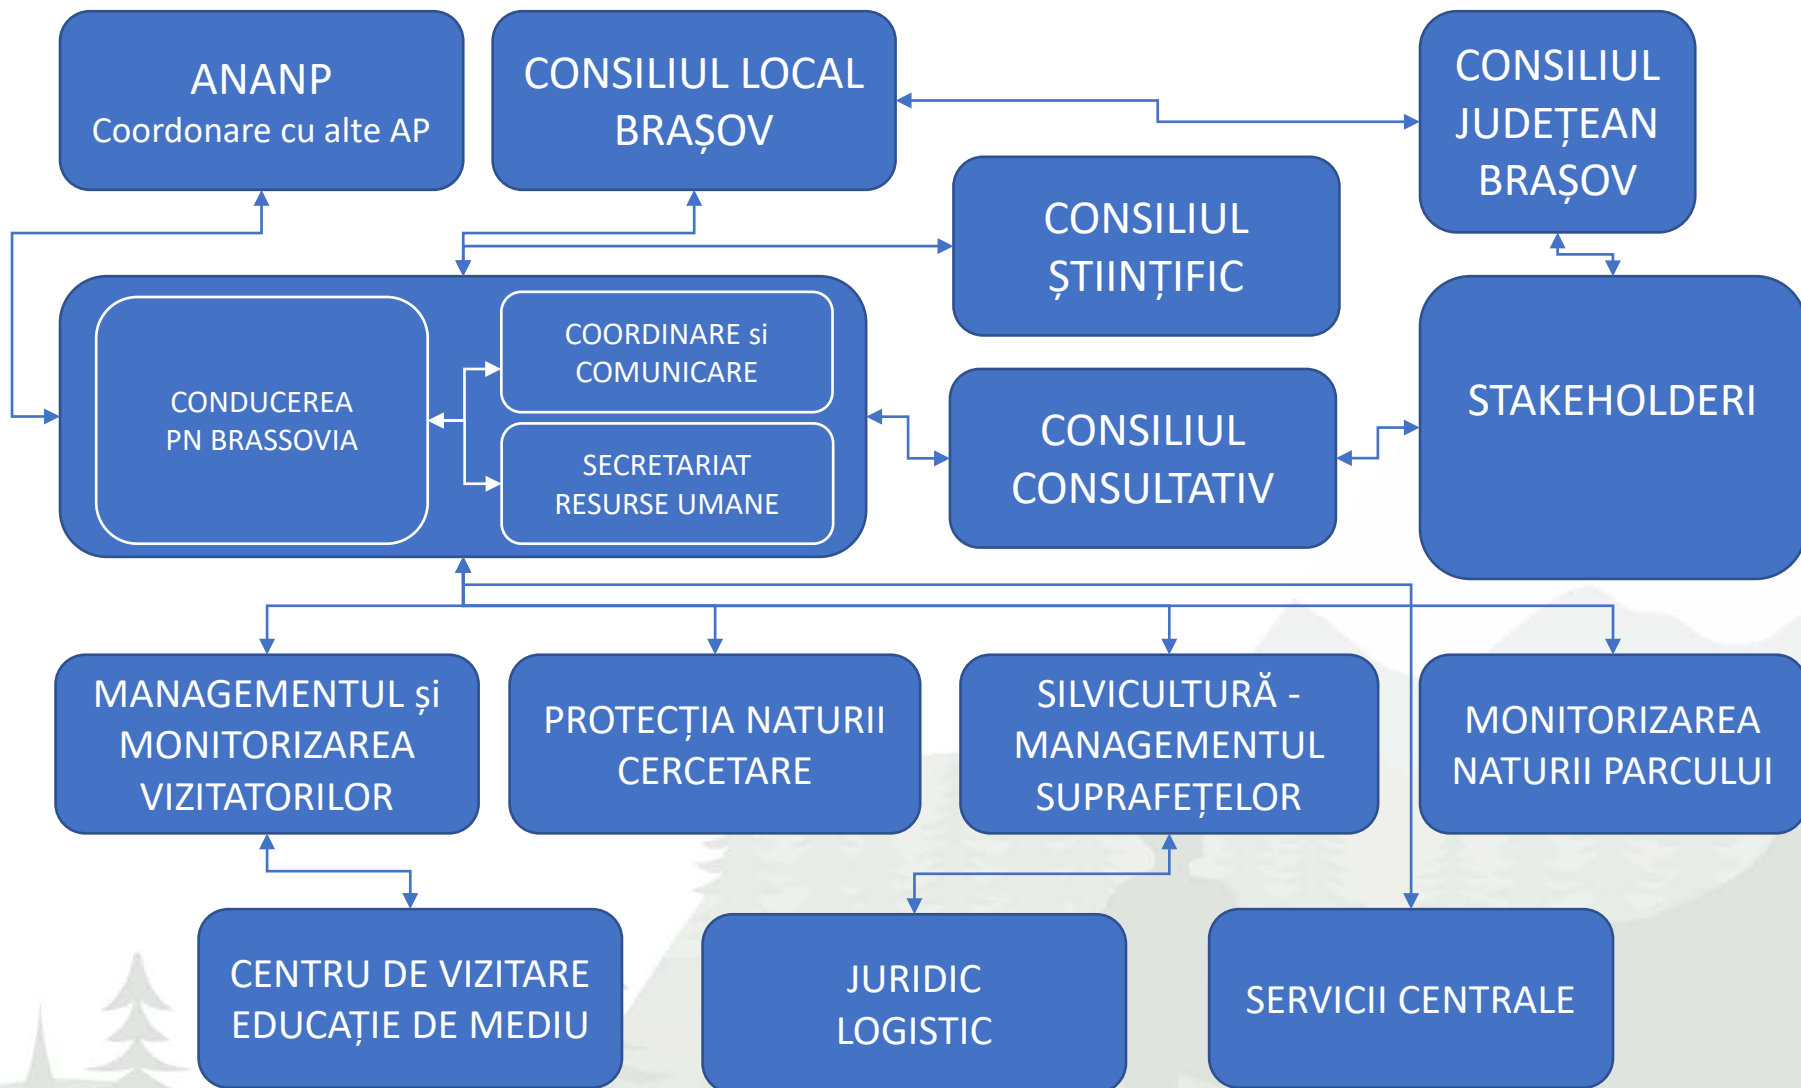 ANANP
Coordonare cu alte AP
CONSILIUL LOCAL
BRAȘOV
CONSILIUL
JUDEȚEAN
BRAȘOV
CONSILIUL
ȘTIINȚIFIC
CONDUCEREA
PN BRASSOVIA
COORDINARE si
COMUNICARE
SECRETARIAT
RESURSE UMANE
CONSILIUL
CONSULTATIV
STAKEHOLDERI
MANAGEMENTUL și
MONITORIZAREA
VIZITATORILOR
PROTECȚIA NATURII
CERCETARE
SILVICULTURĂ -
MANAGEMENTUL
SUPRAFEȚELOR
MONITORIZAREA
NATURII PARCULUI
CENTRU DE VIZITARE
EDUCAȚIE DE MEDIU
JURIDIC
LOGISTIC
SERVICII CENTRALE